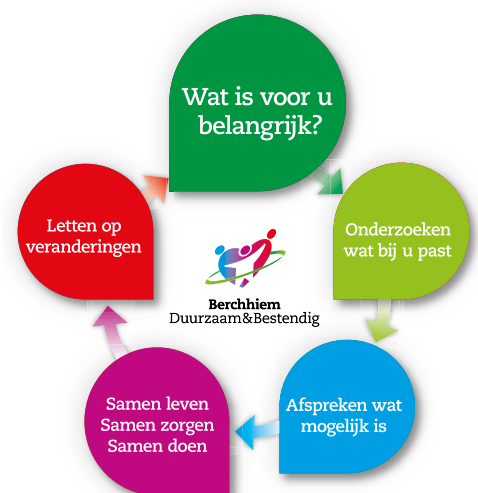 Wat is voor u
belangrijk?
Onderzoeken
wat bij u past
Afspreken wat
mogelijk is
Samen leven
Samen zorgen
Samen doen
Letten op
veranderingen
Berchhiem
Duurzaam&Bestendig